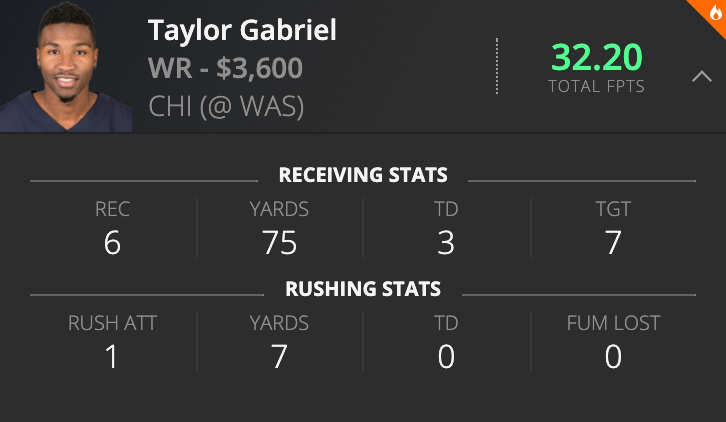 Taylor Gabriel
WR - $3,600
CHI (@ WAS)
32.20
TOTAL FPTS
RECEIVING STATS
REC YARDS TD TGT
6 75 3 7
RUSHING STATS
RUSH ATT YARDS TD FUM LOST
1 7 0 0